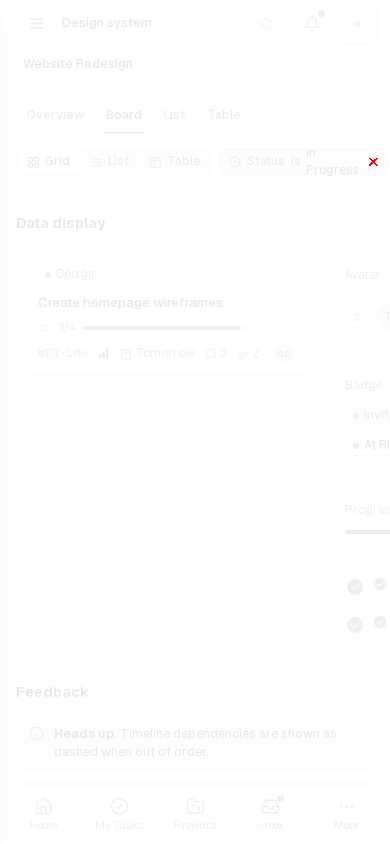 Design system
Website Redesign
Overview Board List Table
Grid List Table Status is In Progress
Data display
Design
Create homepage wireframes
3/4
WEB-109 Tomorrow 3 2
Avatar
Badge
At Ri
Feedback
Heads up. Timeline dependencies are shown as
dashed when out of order.
Home My Tasks Projects Inbox More